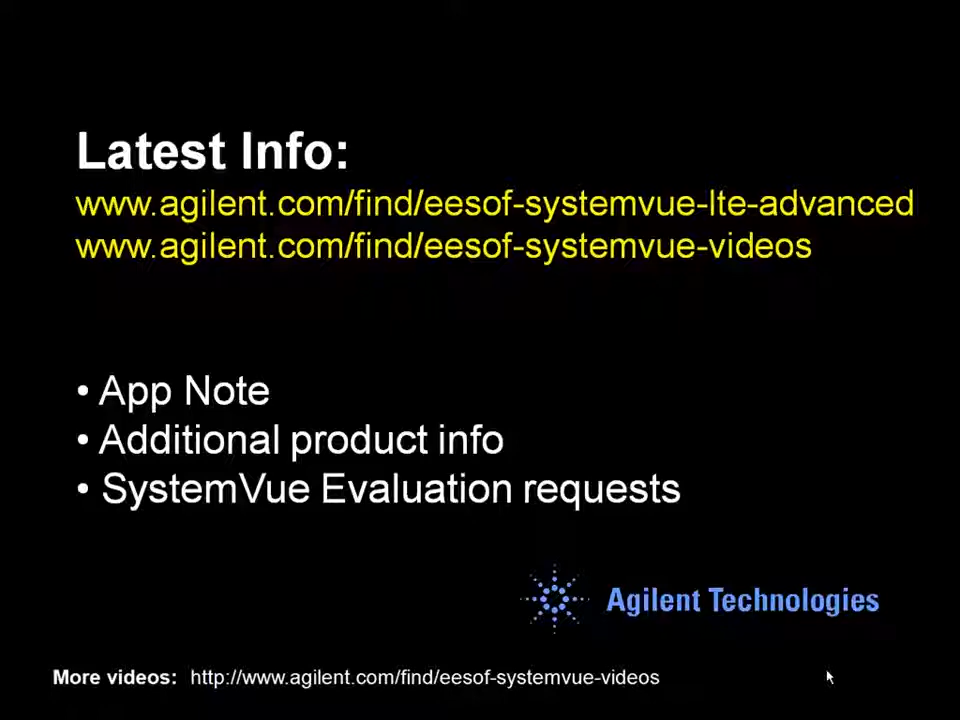 Latest Info:
www.agilent.com/find/eesof-systemvue-lte-advanced
www.agilent.com/find/eesof-systemvue-videos
• App Note
• Additional product info
• SystemVue Evaluation requests
Agilent Technologies
More videos: http://www.agilent.com/find/eesof-systemvue-videos